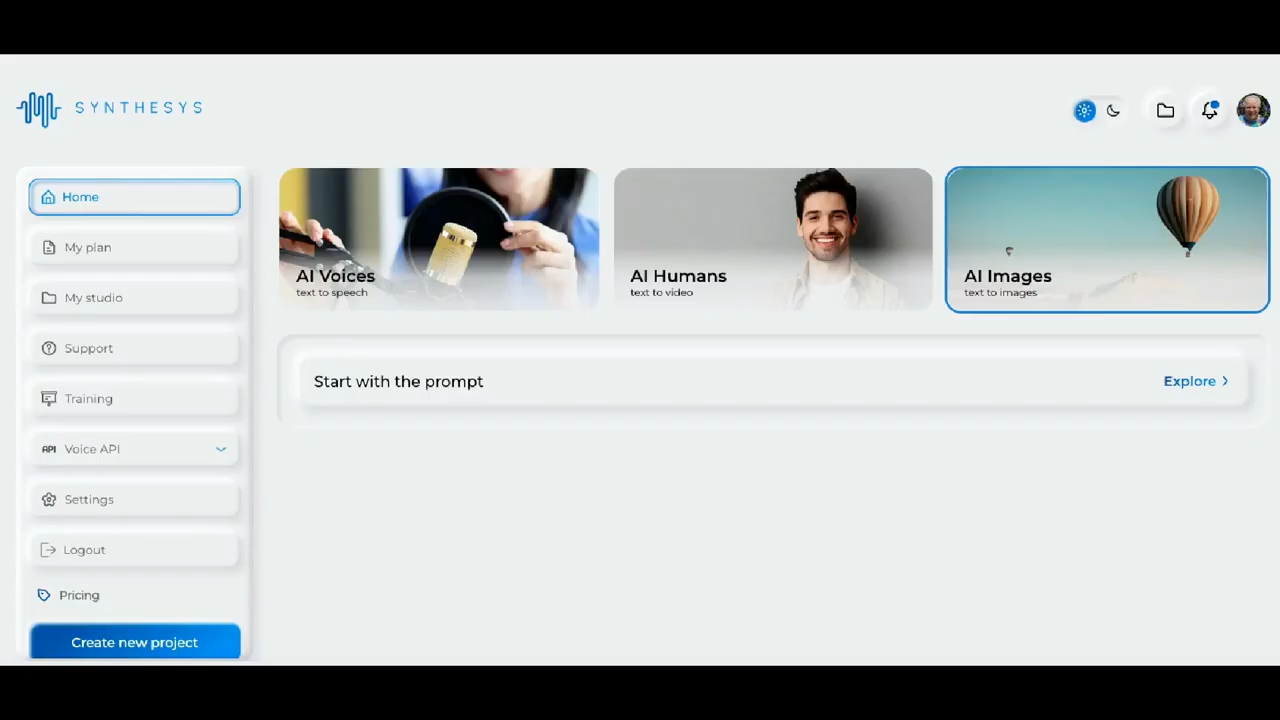 SYNTHESYS
Home
My plan
My studio
Support
Training
API Voice API
Settings
Logout
Pricing
Create new project
AI Voices
text to speech
AI Humans
text to video
AI Images
text to images
Start with the prompt
Explore